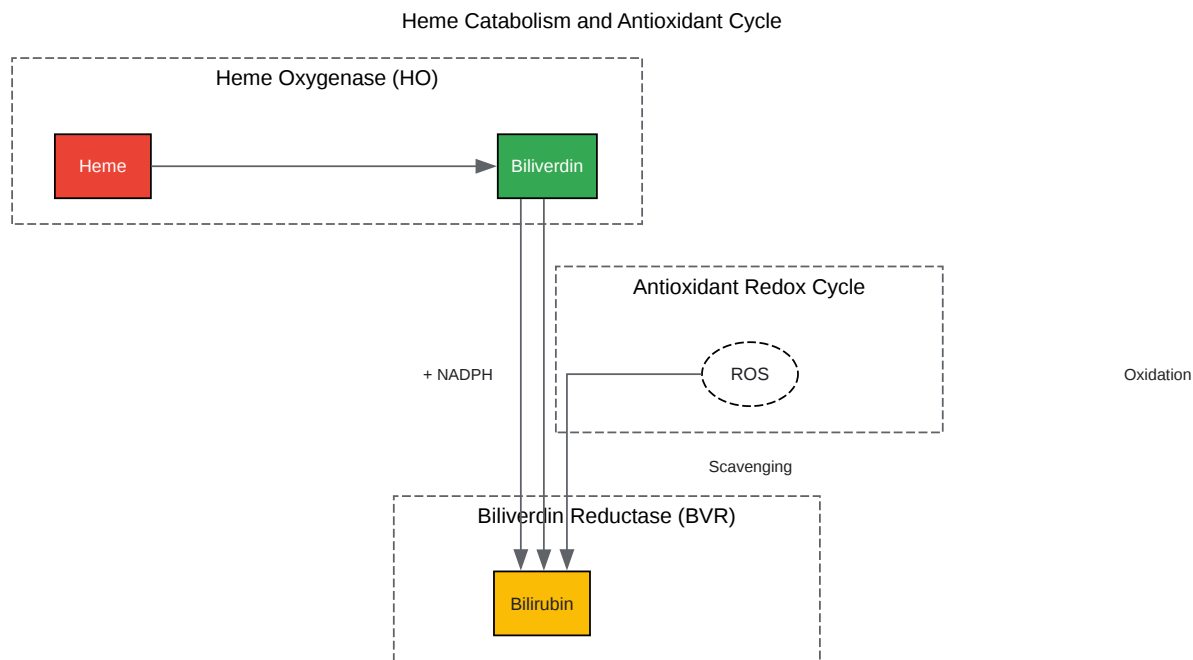 Heme Catabolism and Antioxidant Cycle
Heme Oxygenase (HO)
Heme
Biliverdin
Antioxidant Redox Cycle
+ NADPH
ROS
Oxidation
Scavenging
Biliverdin Reductase (BVR)
Bilirubin